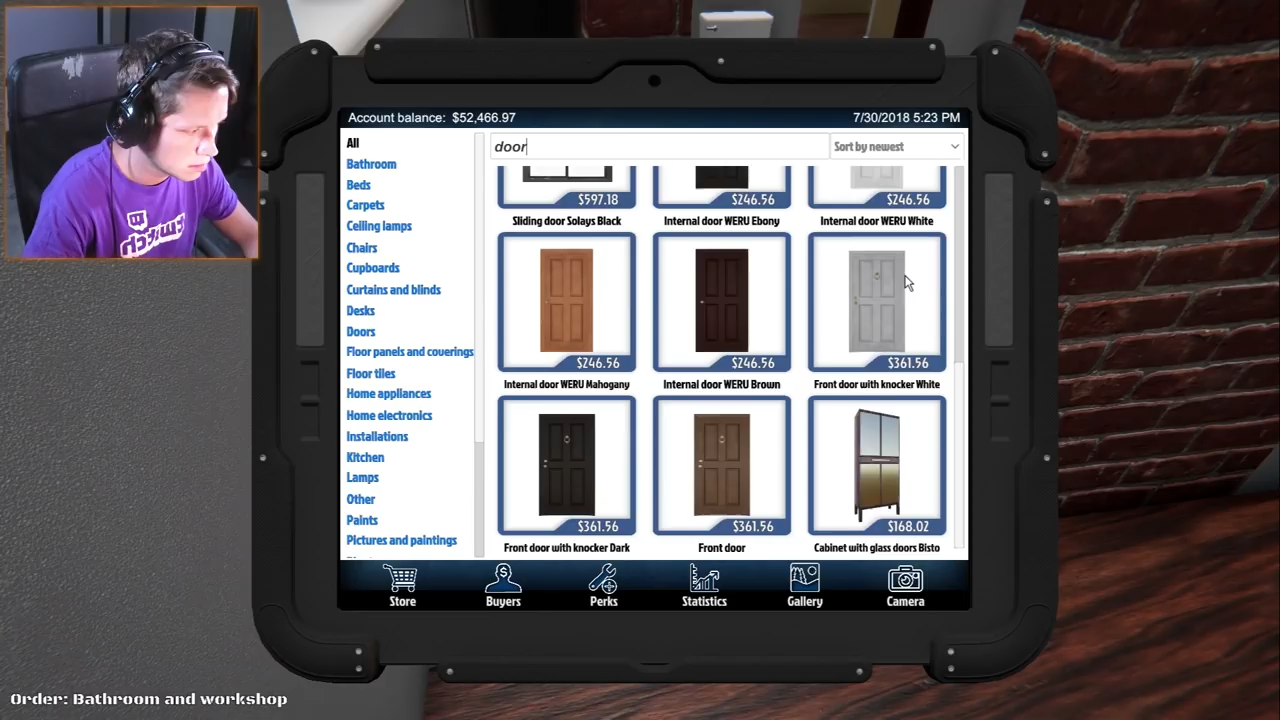 Account balance: $52,466.97
7/30/2018 5:23 PM
All
Bathroom
Beds
Carpets
Ceiling lamps
Chairs
Cupboards
Curtains and blinds
Desks
Doors
Floor panels and coverings
Floor tiles
Home appliances
Home electronics
Installations
Kitchen
Lamps
Other
Paints
Pictures and paintings
door
Sort by newest
$597.18
$246.56
$246.56
Sliding door Solays Black
Internal door WERU Ebony
Internal door WERU White
$246.56
$246.56
$361.56
Internal door WERU Mahogany
Internal door WERU Brown
Front door with knocker White
$361.56
$361.56
$168.02
Front door with knocker Dark
Front door
Cabinet with glass doors Bisto
Store
Buyers
Perks
Statistics
Gallery
Camera
Order: Bathroom and workshop